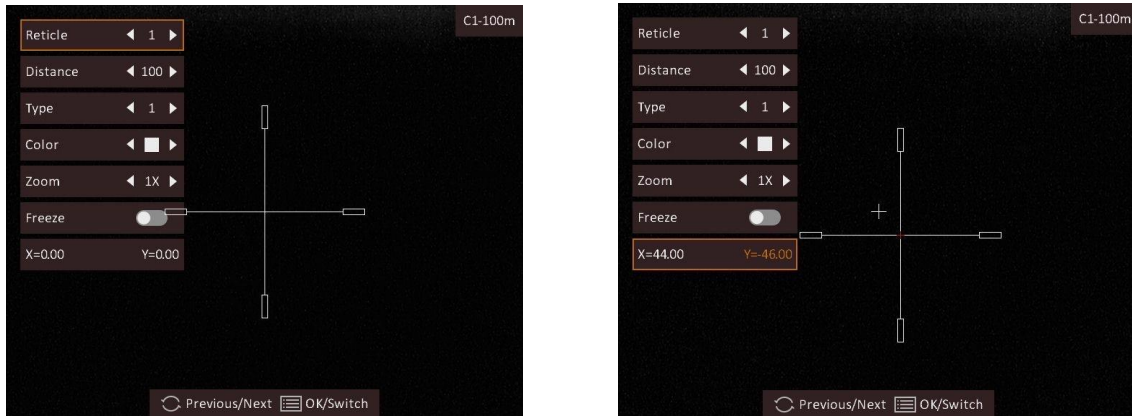 C1-100m
Reticle 1
Distance 100
Type 1
Color
Zoom 1X
Freeze
X=0.00 Y=0.00
Previous/Next OK/Switch
C1-100m
Reticle 1
Distance 100
Type 1
Color
Zoom 1X
Freeze
X=44.00 Y=-46.00
Previous/Next OK/Switch